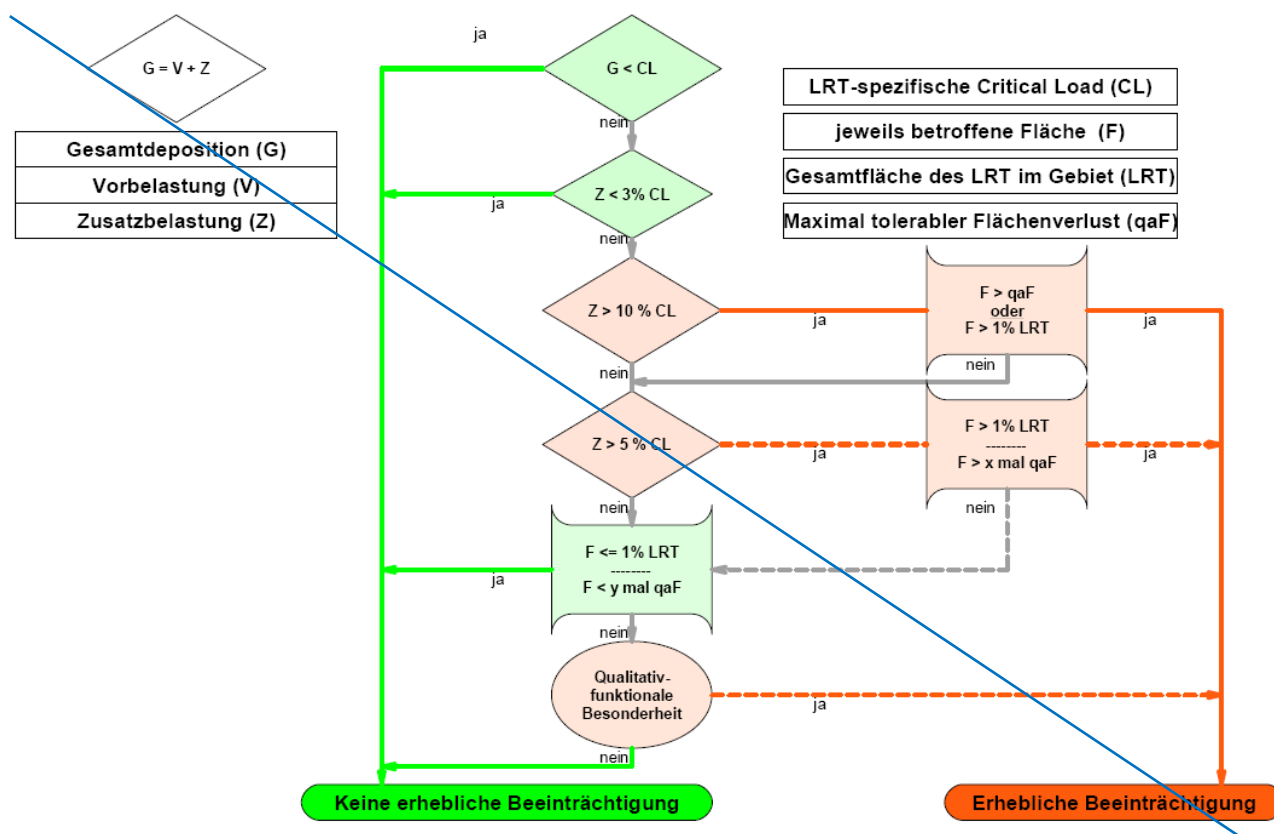 G = V + Z
Gesamtdeposition (G)
Vorbelastung (V)
Zusatzbelastung (Z)
ja
G < CL
nein
Z < 3% CL
ja
nein
Z > 10 % CL
ja
nein
Z > 5 % CL
ja
nein
F <= 1% LRT
--------
F < y mal qaF
ja
nein
Qualitativ-
funktionale
Besonderheit
ja
nein
LRT-spezifische Critical Load (CL)
jeweils betroffene Fläche (F)
Gesamtfläche des LRT im Gebiet (LRT)
Maximal tolerabler Flächenverlust (qaF)
F > qaF
oder
F > 1% LRT
ja
nein
F > 1% LRT
--------
F > x mal qaF
ja
nein
Keine erhebliche Beeinträchtigung
Erhebliche Beeinträchtigung